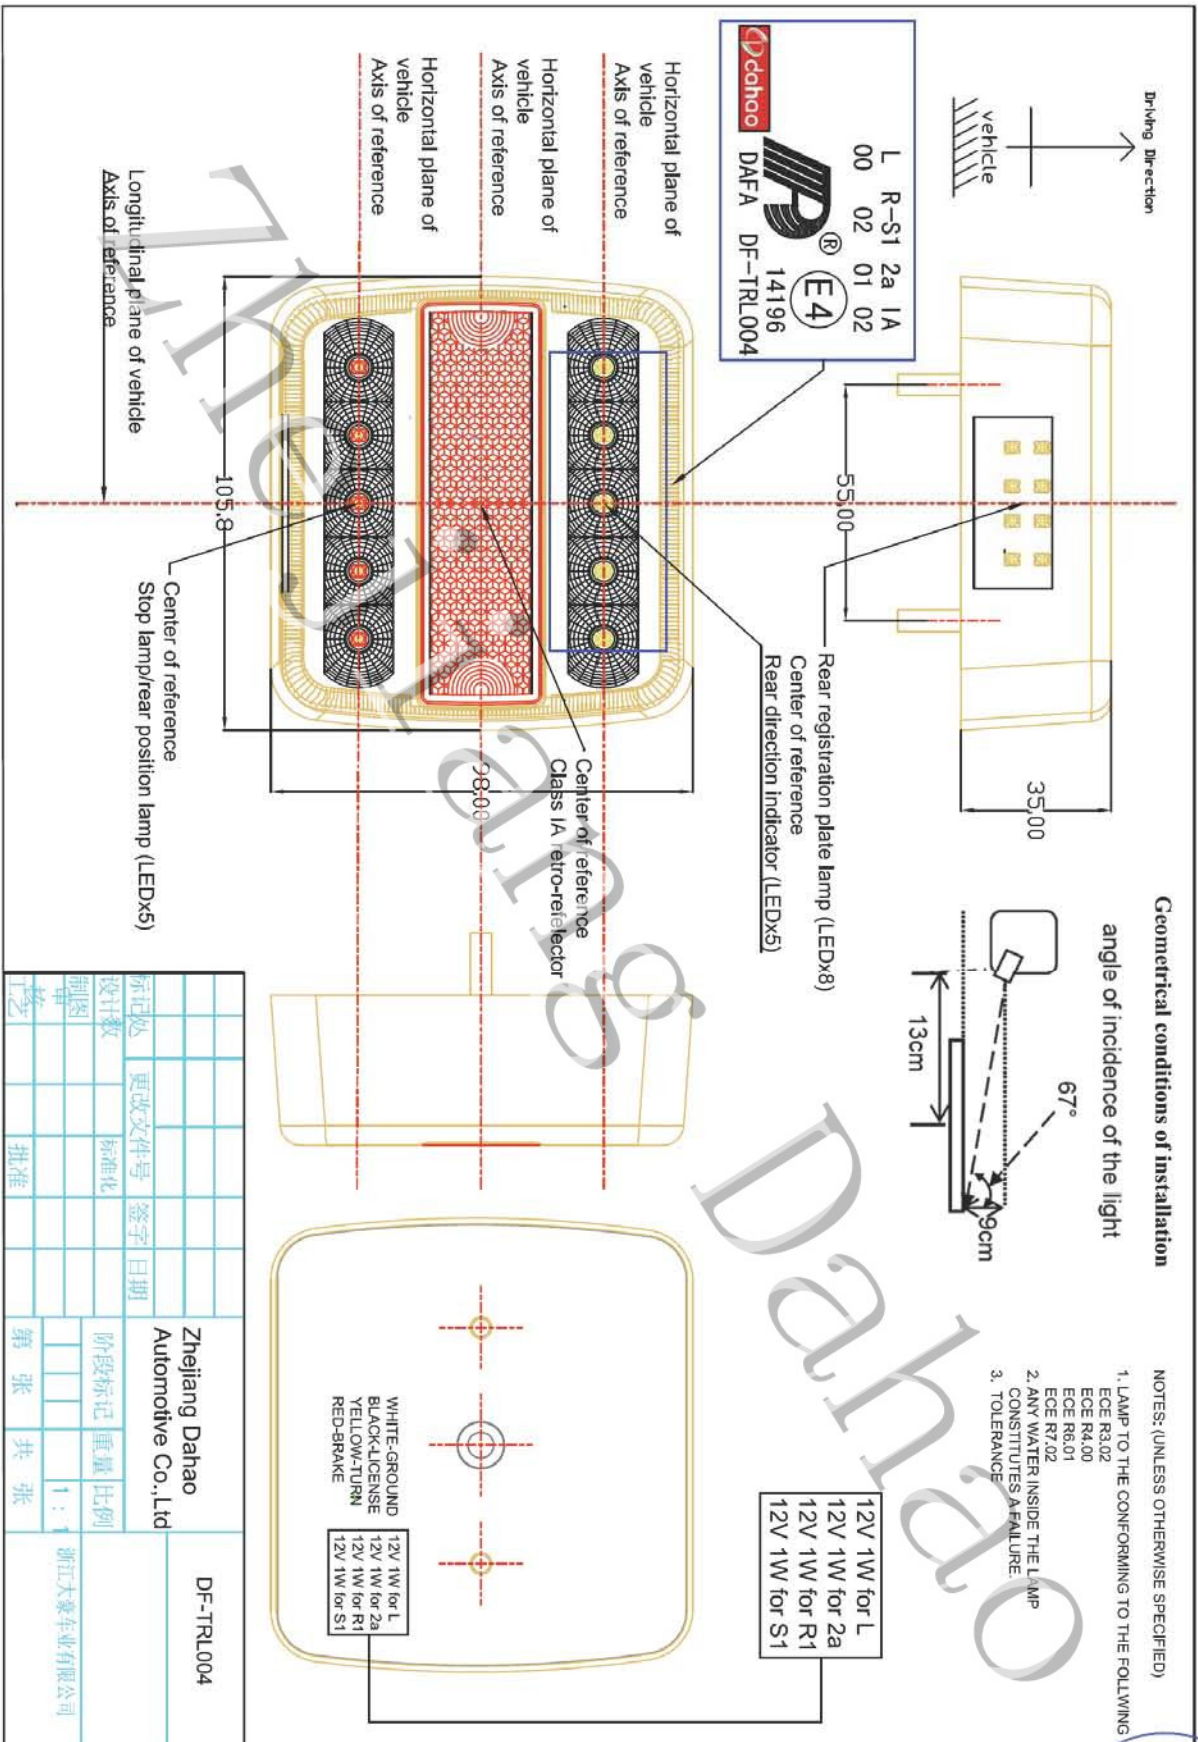 Driving Direction
vehicle
L R-S1 2a IA
00 02 01 02
dahao
®
E4
14196
DAFA DF-TRL004
Horizontal plane of
vehicle
Axis of reference
Horizontal plane of
vehicle
Axis of reference
Horizontal plane of
vehicle
Axis of reference
Longitudinal plane of vehicle
Axis of reference
55,00
35,00
105,8
98,00
Rear registration plate lamp (LEDx8)
Center of reference
Rear direction indicator (LEDx5)
Center of reference
Class IA retro-refelector
Center of reference
Stop lamp/rear position lamp (LEDx5)
Geometrical conditions of installation
angle of incidence of the light
67°
13cm
9cm
NOTES: (UNLESS OTHERWISE SPECIFIED)
1. LAMP TO THE CONFORMING TO THE FOLLWING
ECE R3.02
ECE R4.00
ECE R6.01
ECE R7.02
2. ANY WATER INSIDE THE LAMP
CONSTITUTES A FAILURE.
3. TOLERANCE
12V 1W for L
12V 1W for 2a
12V 1W for R1
12V 1W for S1
WHITE-GROUND
BLACK-LICENSE
YELLOW-TURN
RED-BRAKE
12V 1W for L
12V 1W for 2a
12V 1W for R1
12V 1W for S1
标记处 更改文件号 签字 日期
设计数 标准化
制图
审核
工艺 批准
Zhejiang Dahao
Automotive Co.,Ltd
阶段标记 重量 比例
1:1
第 张 共 张
DF-TRL004
浙江大豪车业有限公司
Zhejiang Dahao